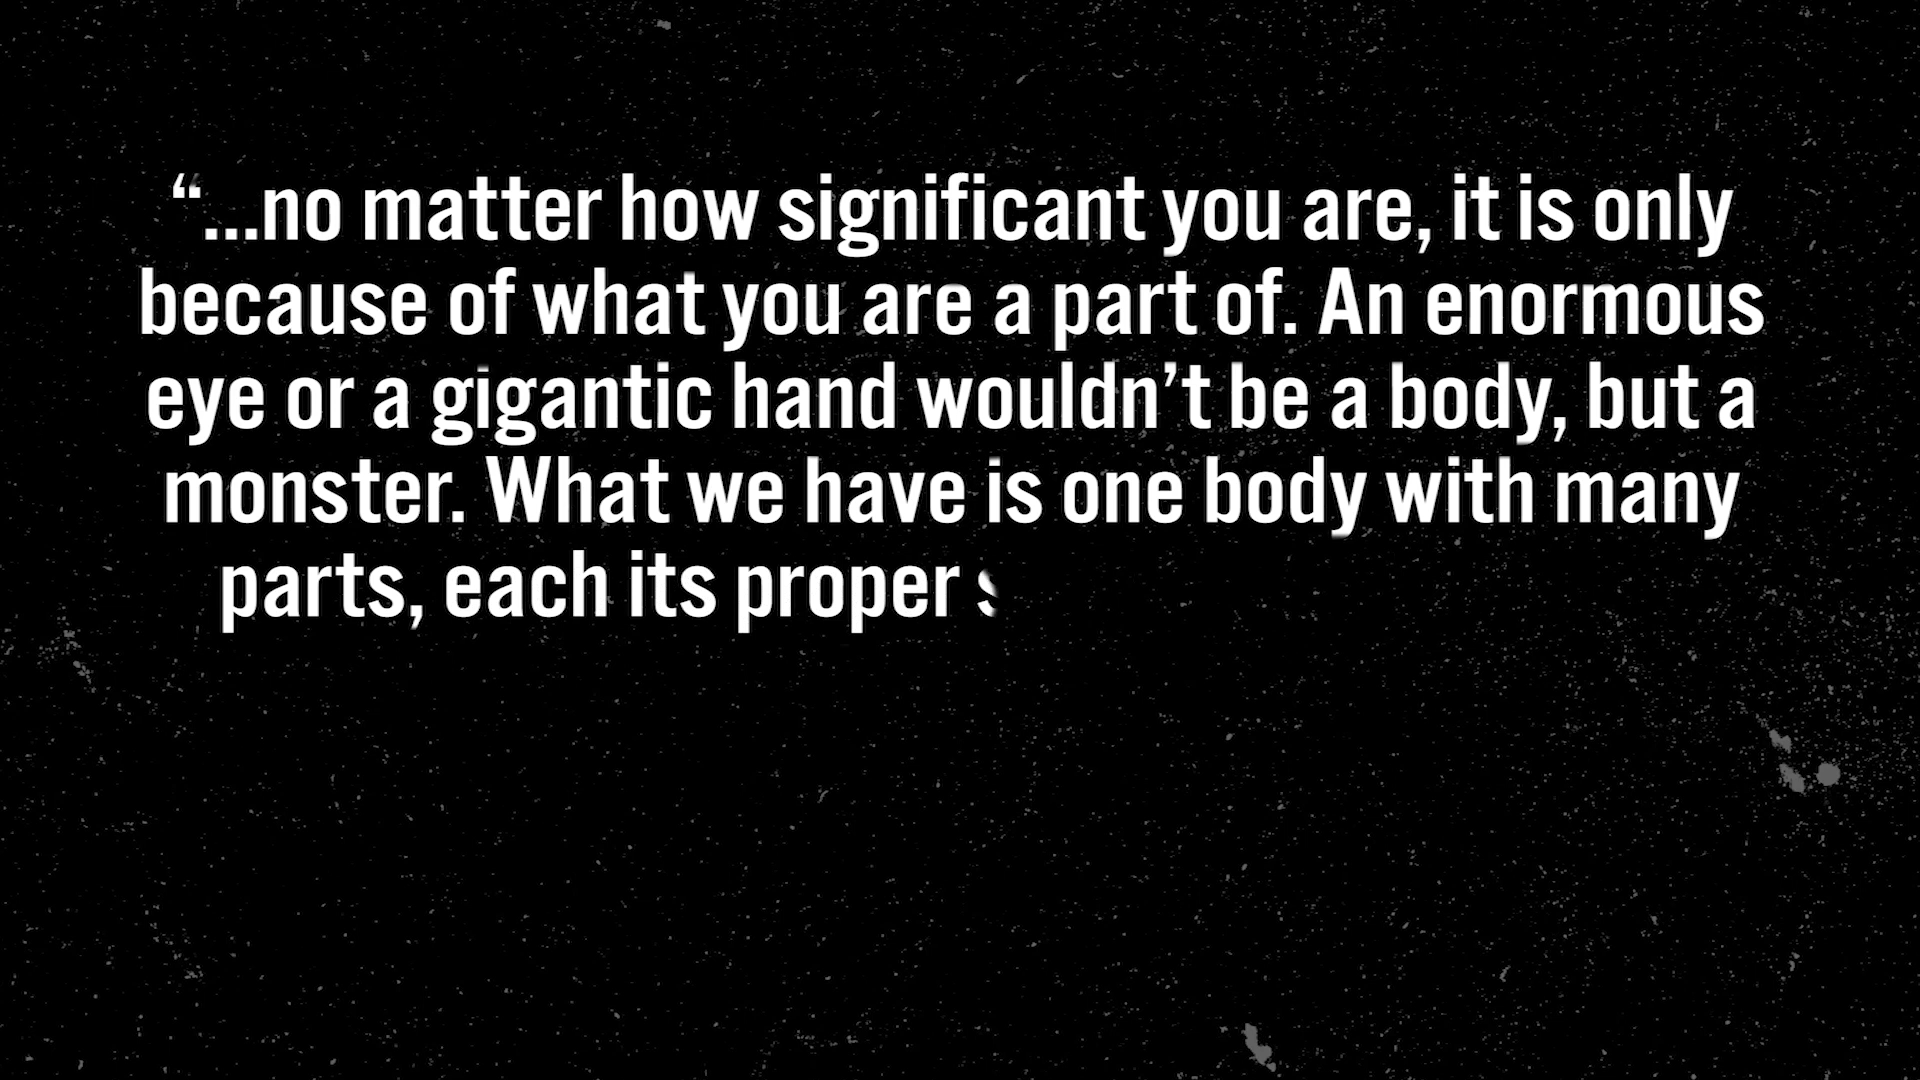 “...no matter how significant you are, it is only
because of what you are a part of. An enormous
eye or a gigantic hand wouldn’t be a body, but a
monster. What we have is one body with many
parts, each its proper